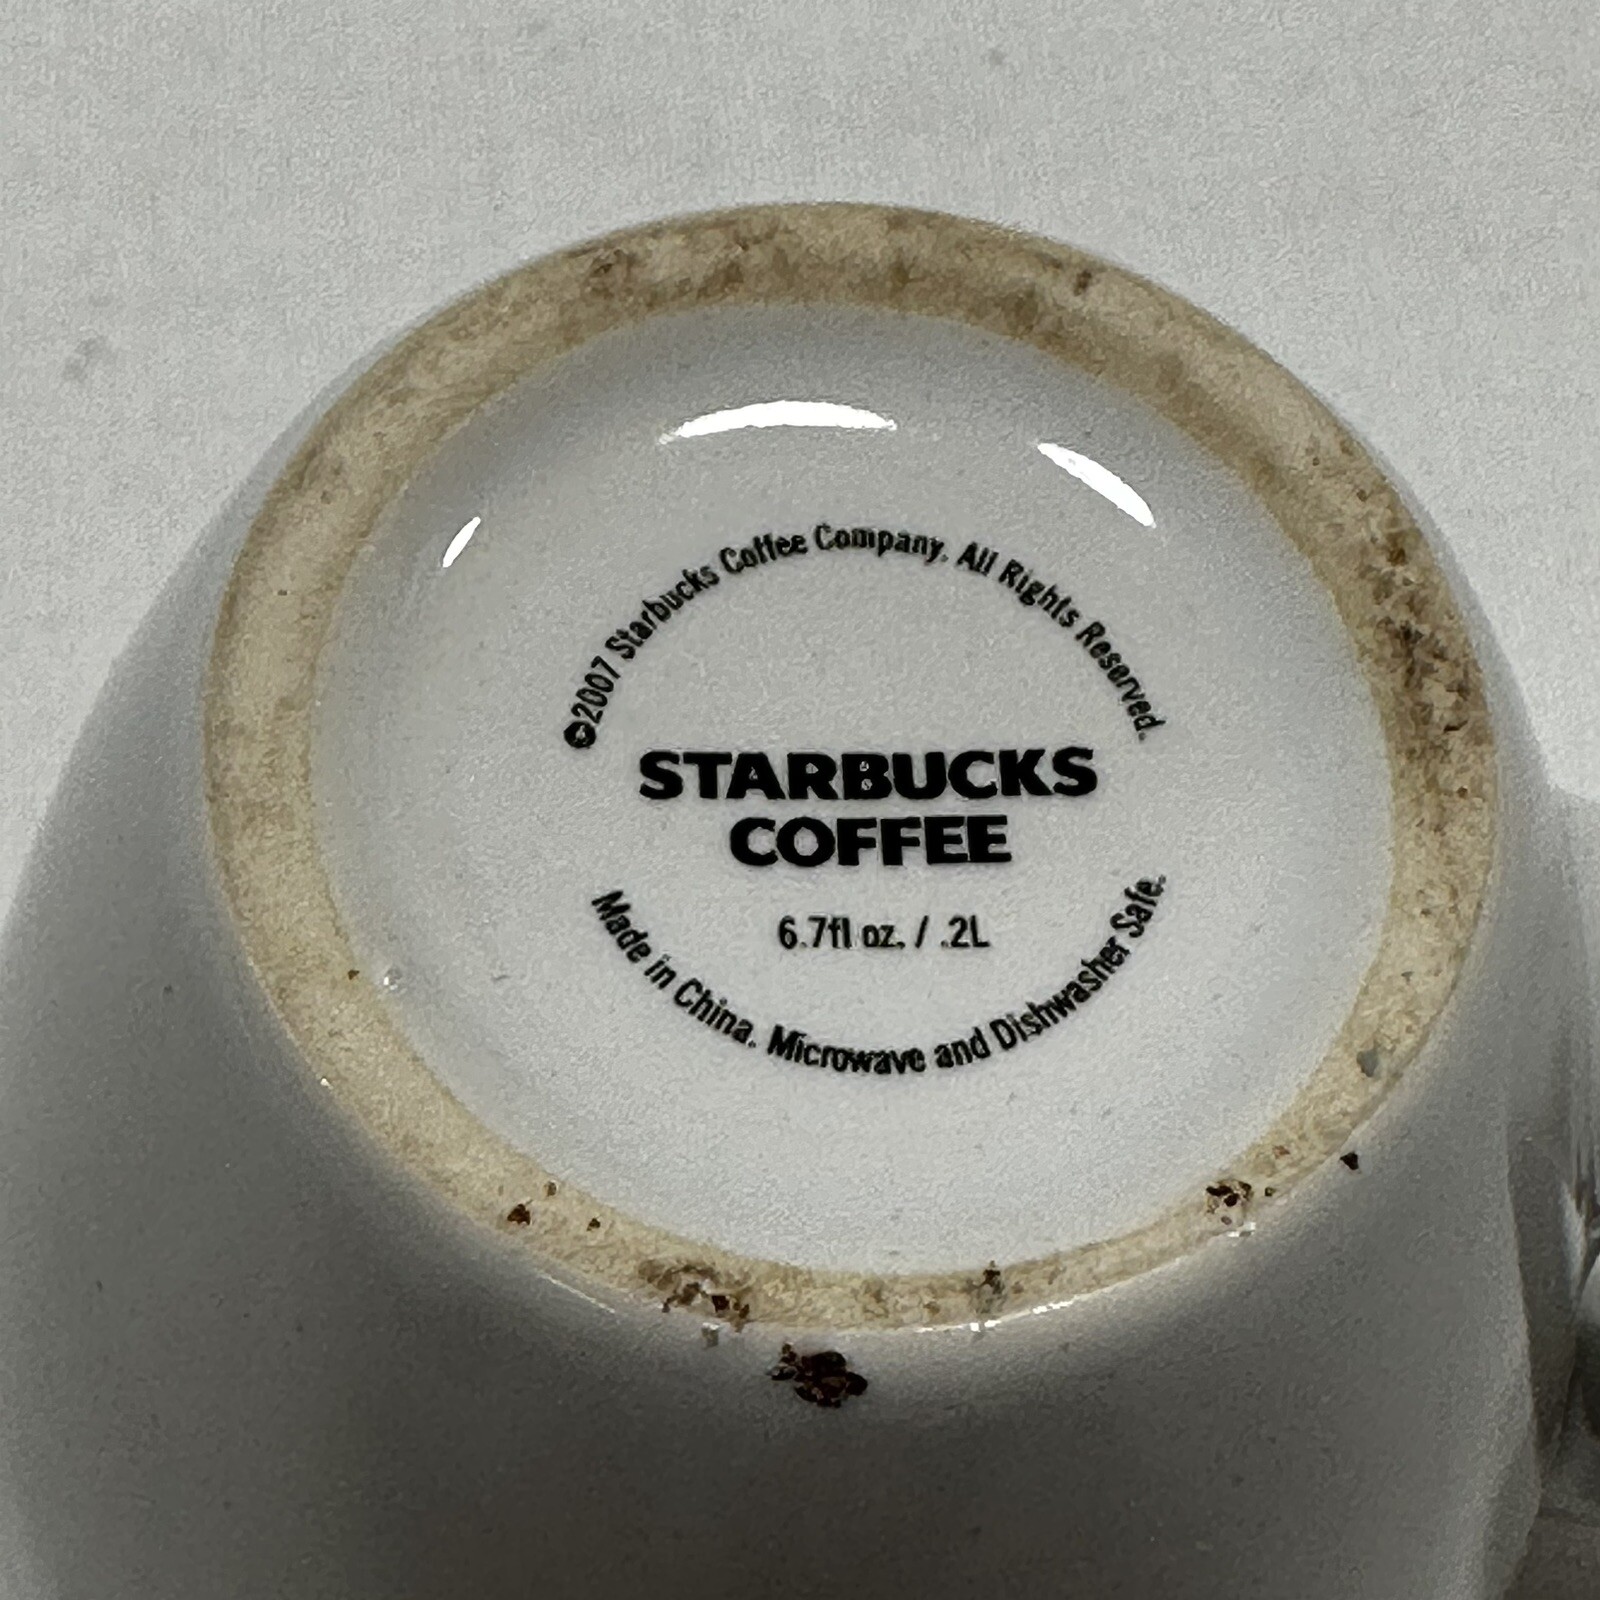 ©2007 Starbucks Coffee Company. All Rights Reserved.
STARBUCKS
COFFEE
6.7fl oz. / .2L
Made in China. Microwave and Dishwasher Safe.